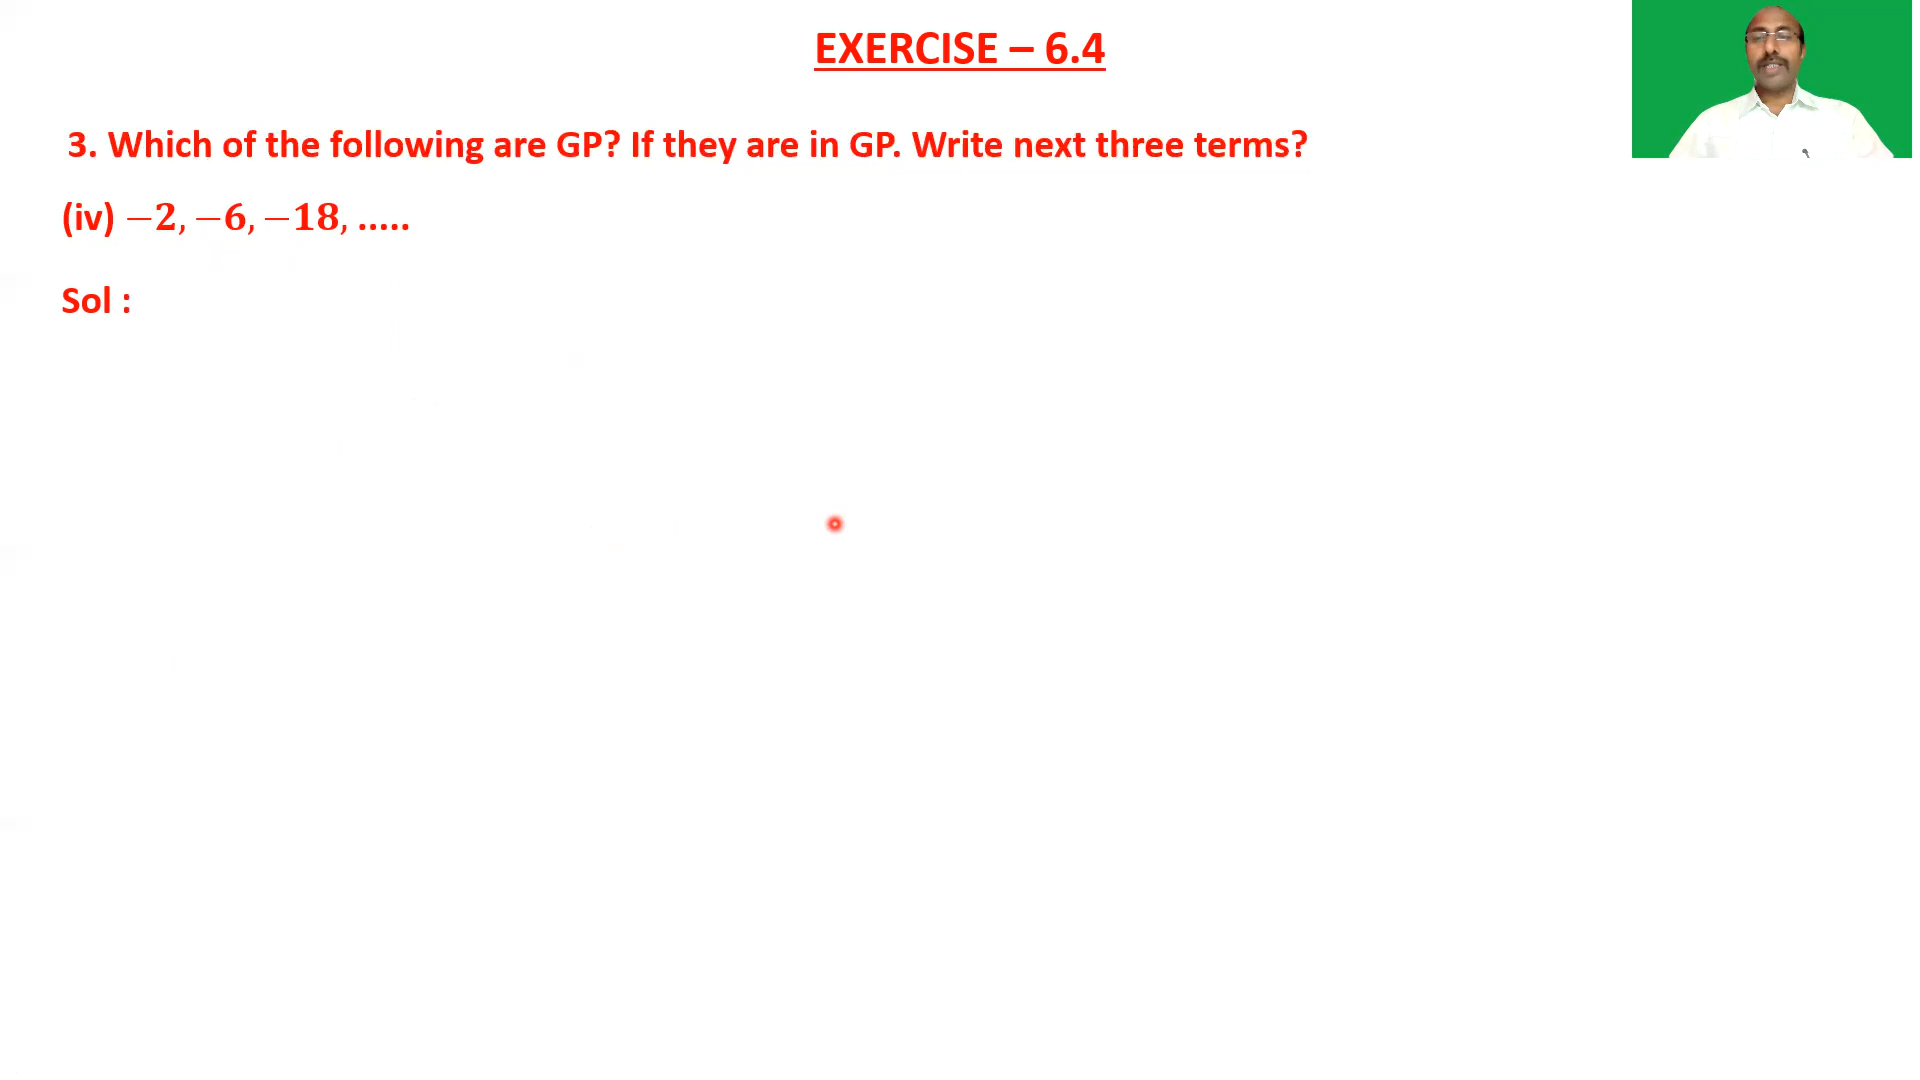 EXERCISE – 6.4
3. Which of the following are GP? If they are in GP. Write next three terms?
(iv) −2, −6, −18, .....
Sol :